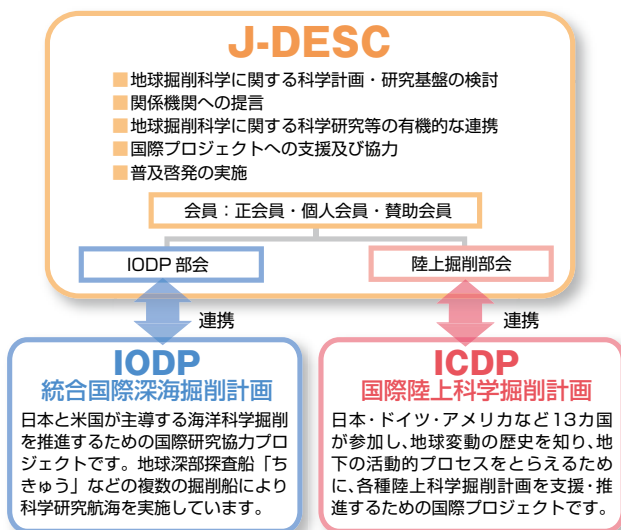 J-DESC
■地球掘削科学に関する科学計画・研究基盤の検討
■関係機関への提言
■地球掘削科学に関する科学研究等の有機的な連携
■国際プロジェクトへの支援及び協力
■普及啓発の実施
会員：正会員・個人会員・賛助会員
IODP 部会
陸上掘削部会
連携
連携
IODP
統合国際深海掘削計画
日本と米国が主導する海洋科学掘削
を推進するための国際研究協力プロ
ジェクトです。地球深部探査船「ち
きゅう」などの複数の掘削船により
科学研究航海を実施しています。
ICDP
国際陸上科学掘削計画
日本・ドイツ・アメリカなど13カ国
が参加し、地球変動の歴史を知り、地
下の活動的プロセスをとらえるため
に、各種陸上科学掘削計画を支援・推
進するための国際プロジェクトです。